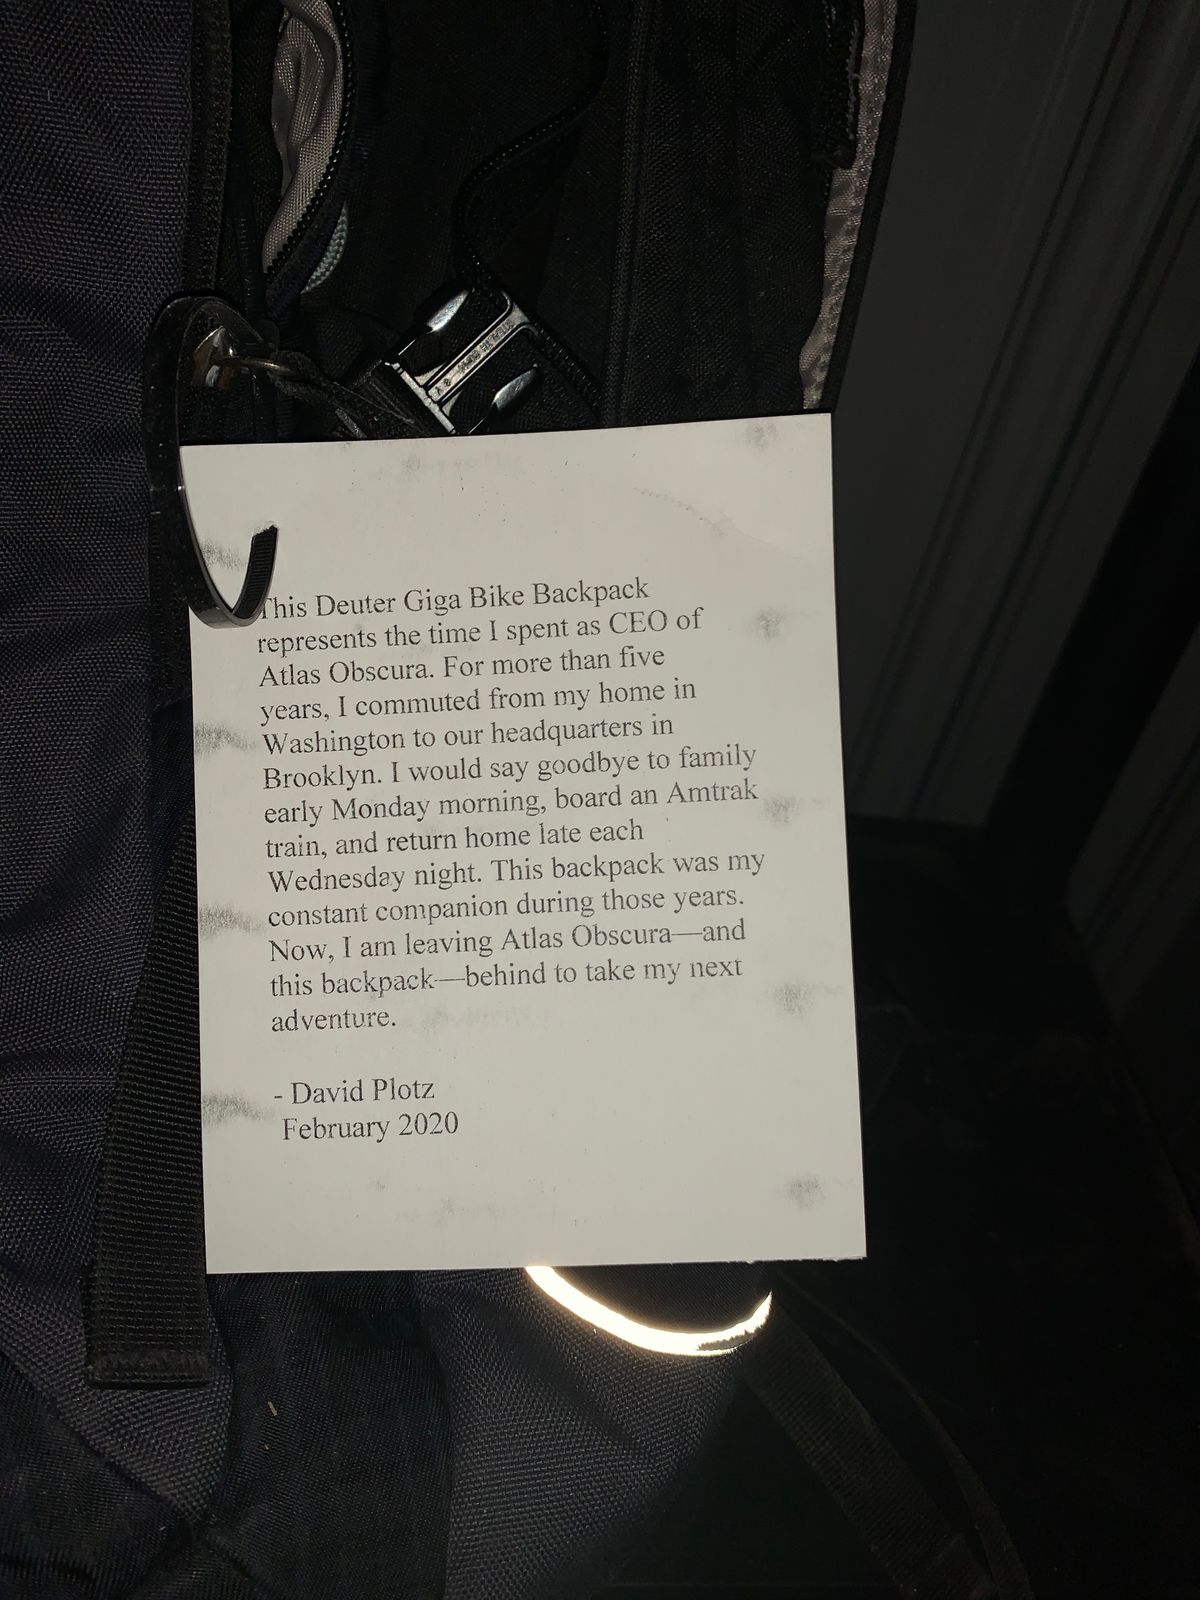 This Deuter Giga Bike Backpack
represents the time I spent as CEO of
Atlas Obscura. For more than five
years, I commuted from my home in
Washington to our headquarters in
Brooklyn. I would say goodbye to family
early Monday morning, board an Amtrak
train, and return home late each
Wednesday night. This backpack was my
constant companion during those years.
Now, I am leaving Atlas Obscura—and
this backpack—behind to take my next
adventure.
- David Plotz
February 2020